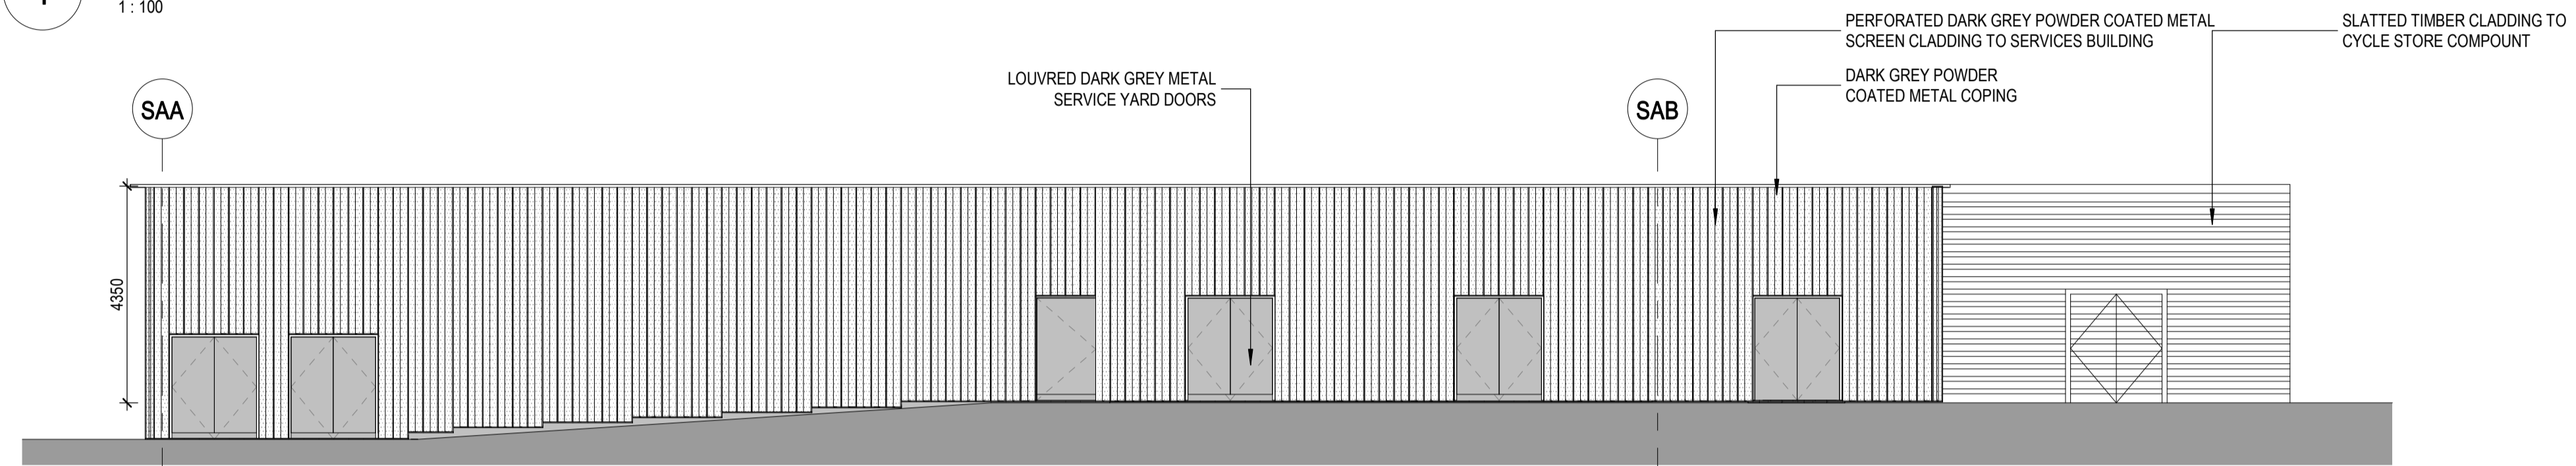 1 : 100
PERFORATED DARK GREY POWDER COATED METAL
SCREEN CLADDING TO SERVICES BUILDING
SLATTED TIMBER CLADDING TO
CYCLE STORE COMPOUNT
LOUVRED DARK GREY METAL
SERVICE YARD DOORS
DARK GREY POWDER
COATED METAL COPING
SAA
SAB
4350